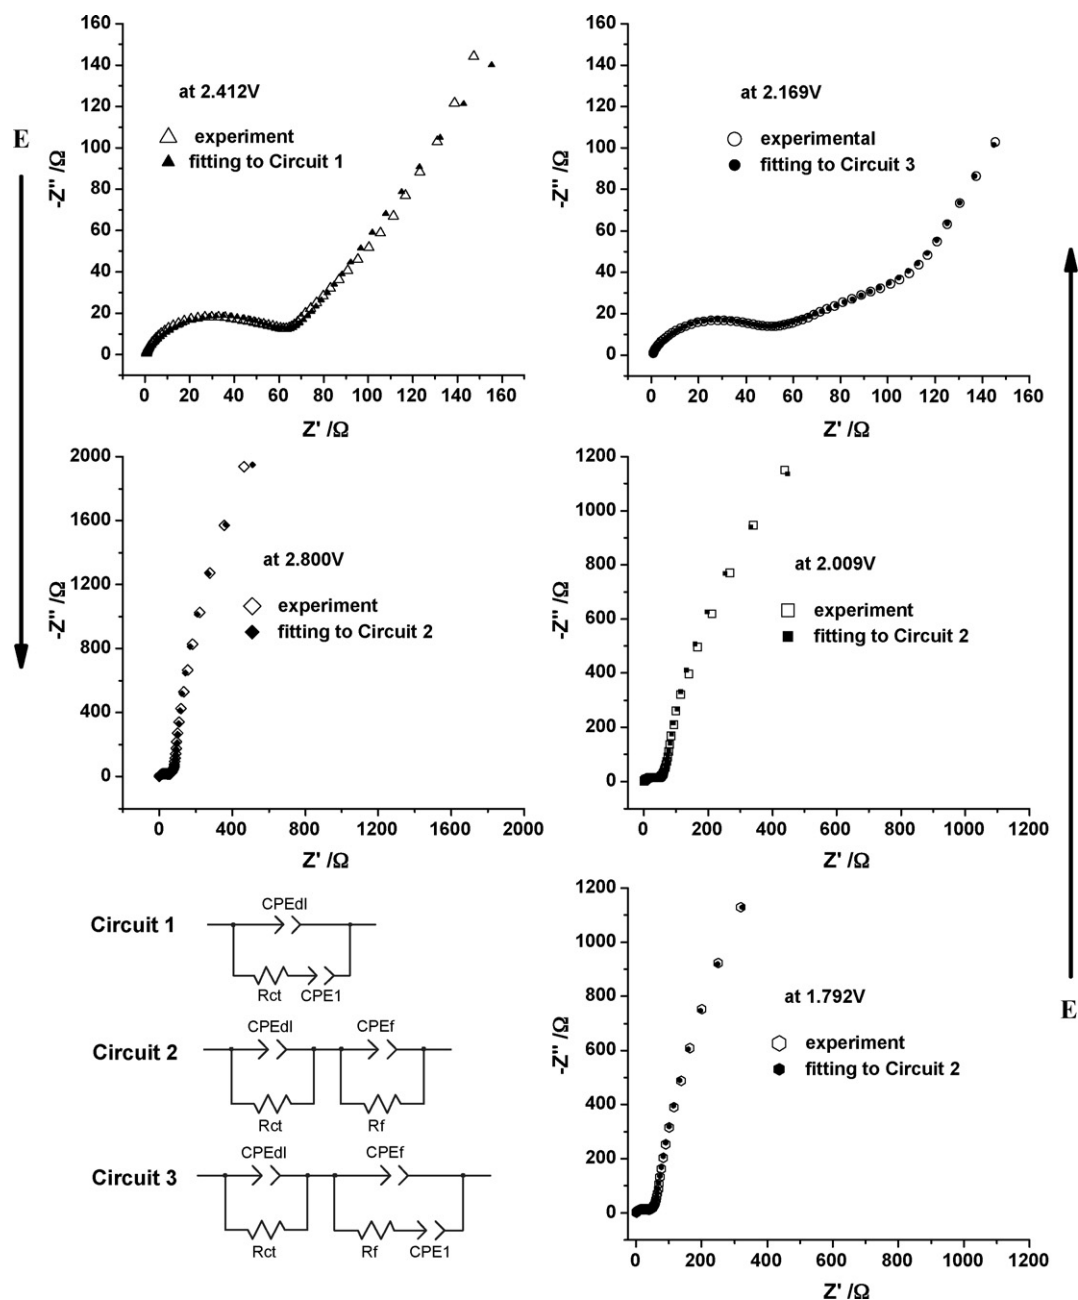 160
140
120
100
80
60
40
20
0
-Z" /Ω
at 2.412V
experiment
fitting to Circuit 1
0 20 40 60 80 100 120 140 160
Z' /Ω
160
140
120
100
80
60
40
20
0
-Z" /Ω
at 2.169V
experimental
fitting to Circuit 3
0 20 40 60 80 100 120 140 160
Z' /Ω
E
2000
1600
1200
800
400
0
-Z" /Ω
at 2.800V
experiment
fitting to Circuit 2
0 400 800 1200 1600 2000
Z' /Ω
1200
1000
800
600
400
200
0
-Z" /Ω
at 2.009V
experiment
fitting to Circuit 2
0 200 400 600 800 1000 1200
Z' /Ω
Circuit 1
CPEdl
Rct CPE1
Circuit 2
CPEdl CPEf
Rct Rf
Circuit 3
CPEdl CPEf
Rct Rf CPE1
1200
1000
800
600
400
200
0
-Z" /Ω
at 1.792V
experiment
fitting to Circuit 2
0 200 400 600 800 1000 1200
Z' /Ω
E